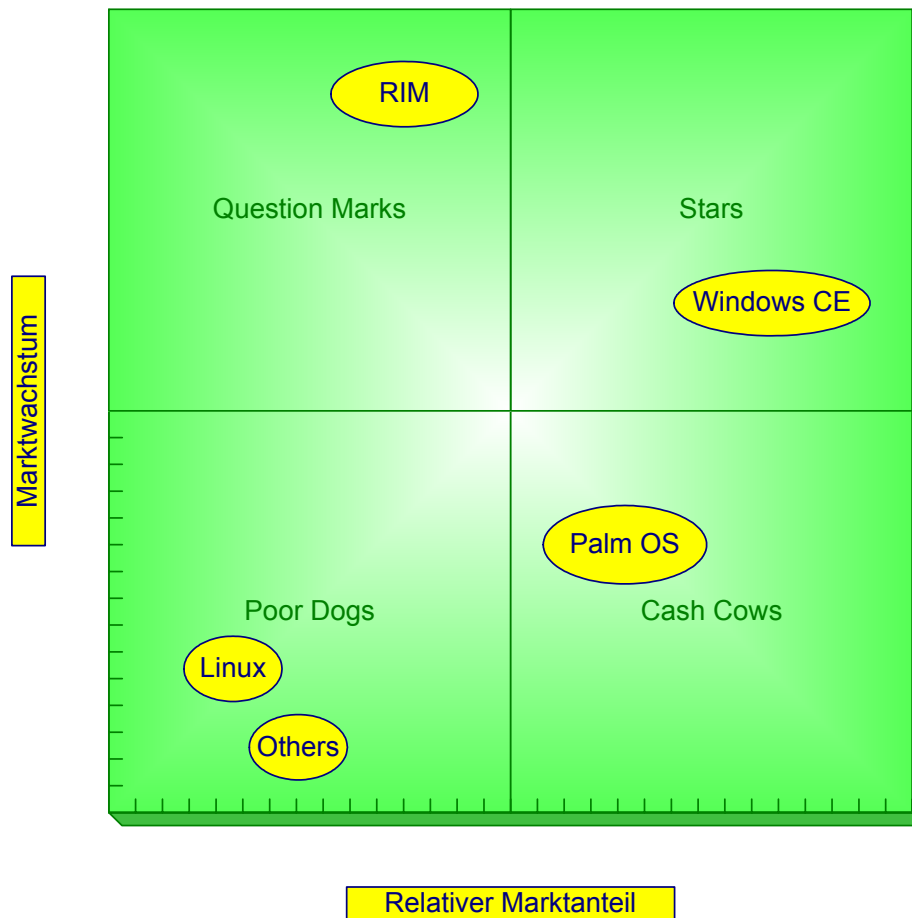 RIM
Question Marks
Stars
Windows CE
Marktwachstum
Palm OS
Poor Dogs
Cash Cows
Linux
Others
Relativer Marktanteil